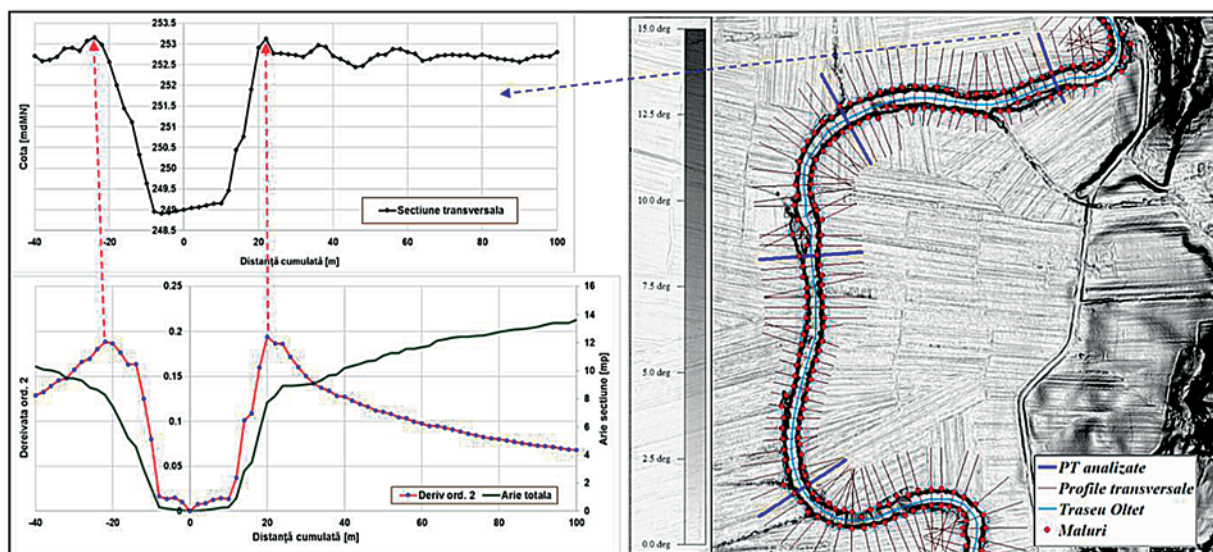 253.5
253
252.5
252
251.5
251
250.5
250
249.5
249
248.5
Cota [mdMN]
Sectiune transversala
-40 -20 0 20 40 60 80 100
Distanță cumulată [m]
0.25
0.2
0.15
0.1
0.05
0
Dereivata ord. 2
16
14
12
10
8
6
4
2
0
Arie sectiune [mp]
Deriv ord. 2 Arie totala
-40 -20 0 20 40 60 80 100
Distanță cumulată [m]
15.0 deg
12.5 deg
10.0 deg
7.5 deg
5.0 deg
2.5 deg
0.0 deg
PT analizate
Profile transversale
Traseu Oltet
Maluri